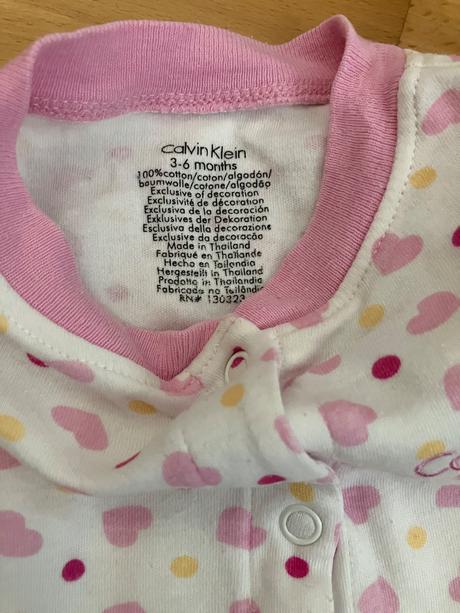 Calvin Klein
3-6 months
100%cotton/coton/algodón/
baumwolle/cotone/algodão
Exclusive of decoration
Exclusivité de décoration
Exclusiva de la decoración
Exklusives der Dekoration
Esclusiva della decorazione
Exclusive da decoração
Made in Thailand
Fabriqué en Thaïlande
Hecho en Tailandia
Hergestellt in Thailand
Prodotto in Thailandia
Fabricado na Tailândia
RN# 130323